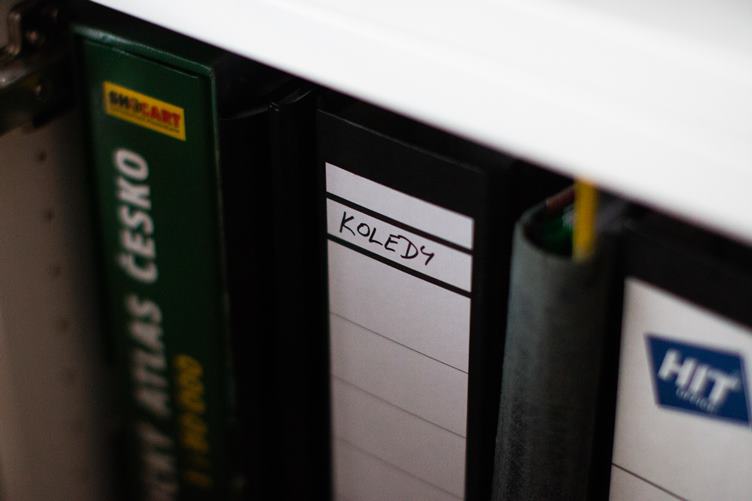 SHOCART
ATLAS ČESKO
KOLEDY
HIT